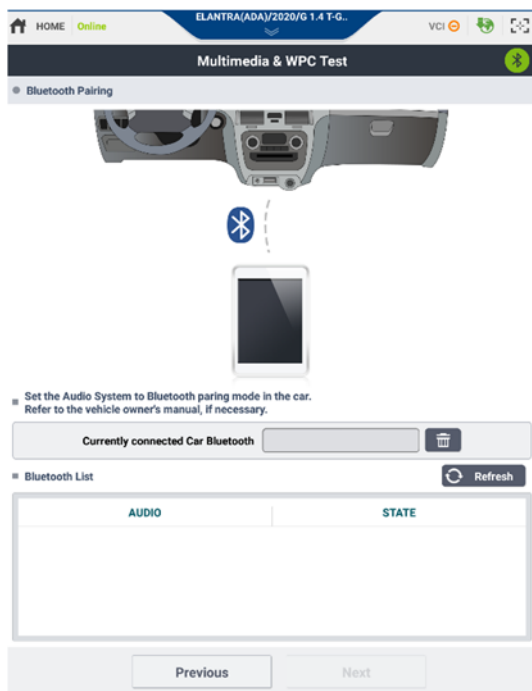 ELANTRA(ADA)/2020/G 1.4 T-G..
HOME Online VCI
Multimedia & WPC Test
Bluetooth Pairing
Set the Audio System to Bluetooth paring mode in the car.
Refer to the vehicle owner's manual, if necessary.
Currently connected Car Bluetooth
Bluetooth List Refresh
AUDIO STATE
Previous Next